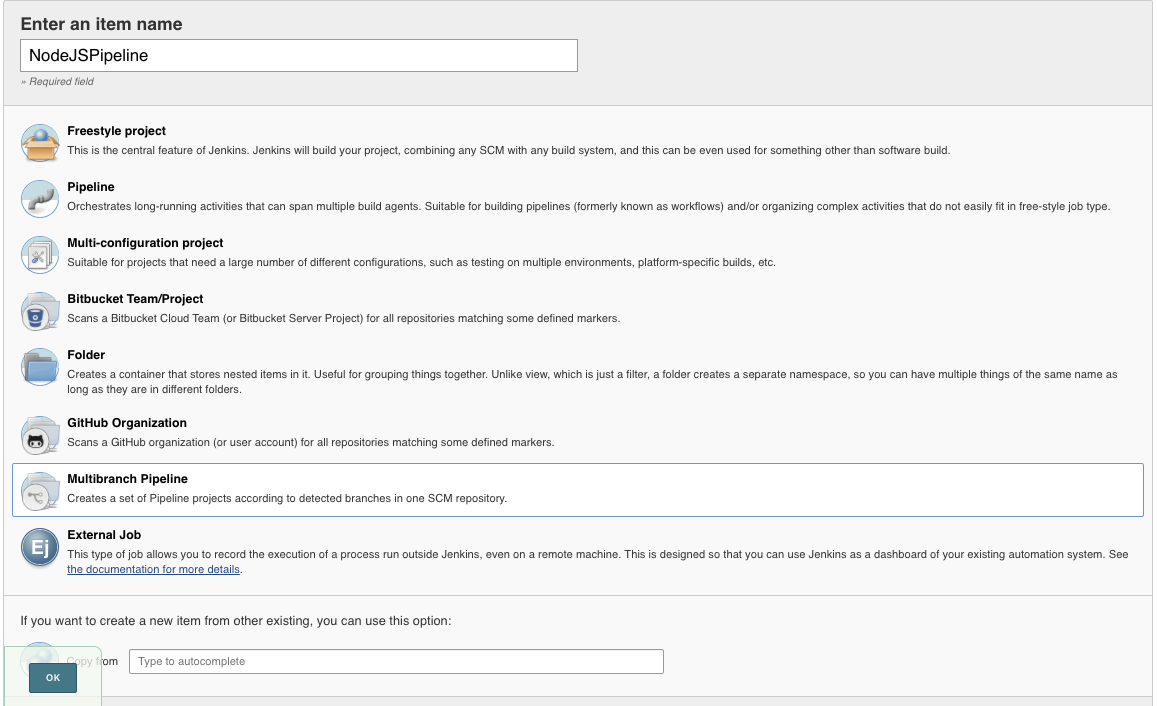 Enter an item name
NodeJSPipeline
» Required field
Freestyle project
This is the central feature of Jenkins. Jenkins will build your project, combining any SCM with any build system, and this can be even used for something other than software build.
Pipeline
Orchestrates long-running activities that can span multiple build agents. Suitable for building pipelines (formerly known as workflows) and/or organizing complex activities that do not easily fit in free-style job type.
Multi-configuration project
Suitable for projects that need a large number of different configurations, such as testing on multiple environments, platform-specific builds, etc.
Bitbucket Team/Project
Scans a Bitbucket Cloud Team (or Bitbucket Server Project) for all repositories matching some defined markers.
Folder
Creates a container that stores nested items in it. Useful for grouping things together. Unlike view, which is just a filter, a folder creates a separate namespace, so you can have multiple things of the same name as
long as they are in different folders.
GitHub Organization
Scans a GitHub organization (or user account) for all repositories matching some defined markers.
Multibranch Pipeline
Creates a set of Pipeline projects according to detected branches in one SCM repository.
Ej
External Job
This type of job allows you to record the execution of a process run outside Jenkins, even on a remote machine. This is designed so that you can use Jenkins as a dashboard of your existing automation system. See
the documentation for more details.
If you want to create a new item from other existing, you can use this option:
Copy from
Type to autocomplete
OK